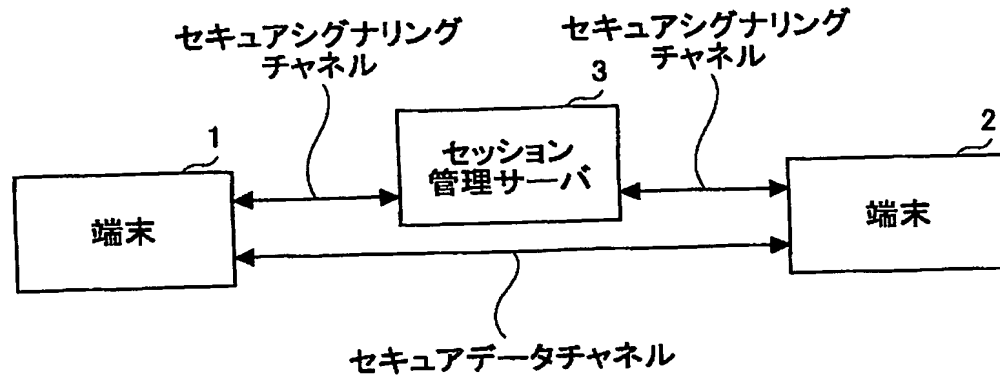 セキュアシグナリング
チャネル
セキュアシグナリング
チャネル
3
1
セッション
管理サーバ
2
端末
端末
セキュアデータチャネル